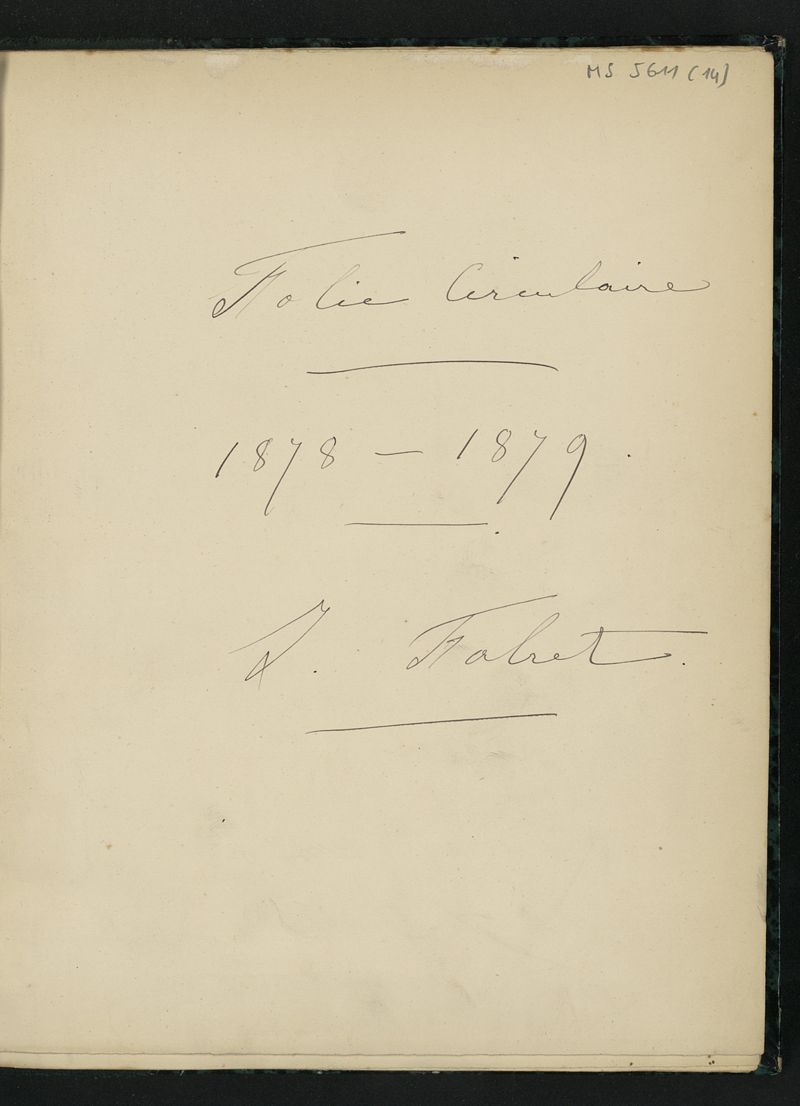 MS 5611 (14)
Folie Circulaire
1878 — 1879.
J. Falret.